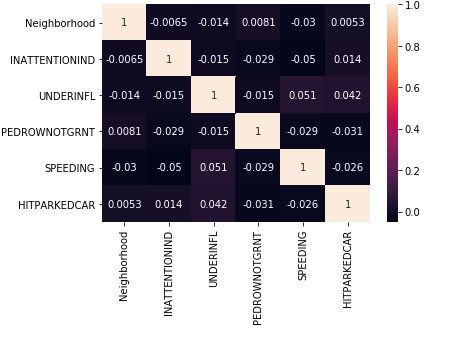 Neighborhood 1 -0.0065 -0.014 0.0081 -0.03 0.0053
INATTENTIONIND -0.0065 1 -0.015 -0.029 -0.05 0.014
UNDERINFL -0.014 -0.015 1 -0.015 0.051 0.042
PEDROWNOTGRNT 0.0081 -0.029 -0.015 1 -0.029 -0.031
SPEEDING -0.03 -0.05 0.051 -0.029 1 -0.026
HITPARKEDCAR 0.0053 0.014 0.042 -0.031 -0.026 1
Neighborhood
INATTENTIONIND
UNDERINFL
PEDROWNOTGRNT
SPEEDING
HITPARKEDCAR
1.0
0.8
0.6
0.4
0.2
0.0